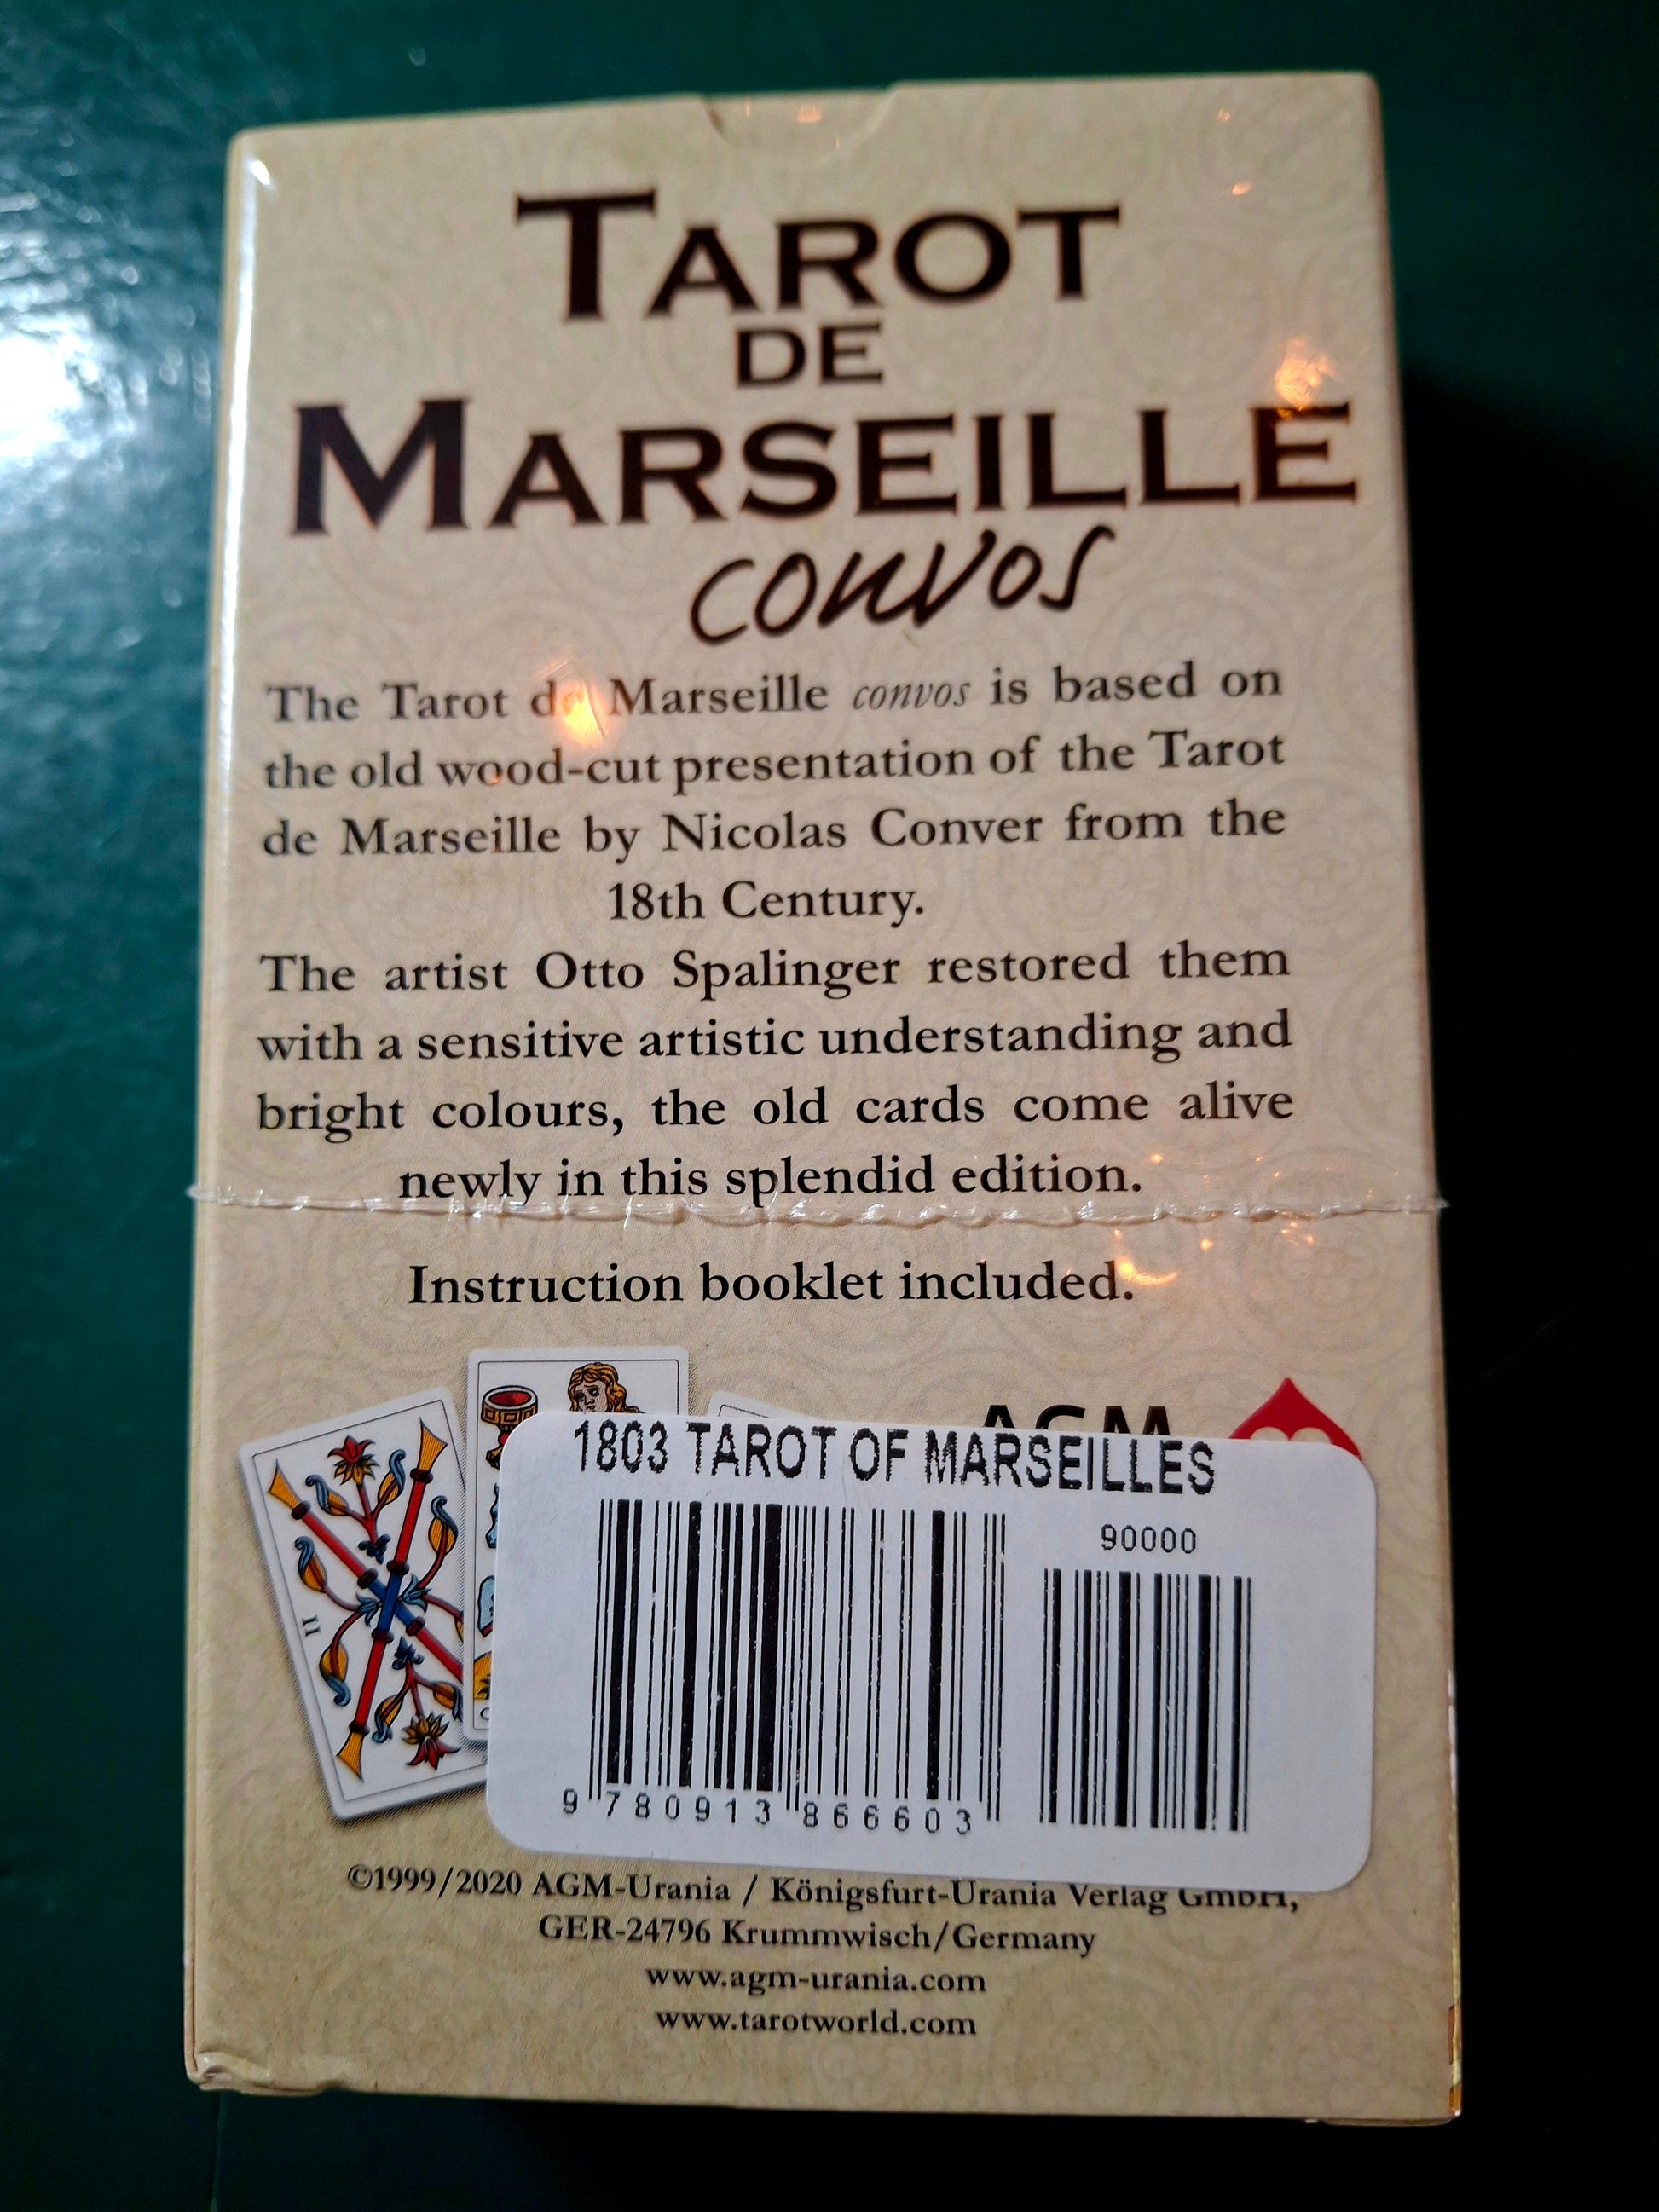 TAROT
DE
MARSEILLE
convos
The Tarot de Marseille convos is based on
the old wood-cut presentation of the Tarot
de Marseille by Nicolas Conver from the
18th Century.
The artist Otto Spalinger restored them
with a sensitive artistic understanding and
bright colours, the old cards come alive
newly in this splendid edition.
Instruction booklet included.
AGM
II
1803 TAROT OF MARSEILLES
90000
9 780913 866603
©1999/2020 AGM-Urania / Königsfurt-Urania Verlag GmbH,
GER-24796 Krummwisch/Germany
www.agm-urania.com
www.tarotworld.com